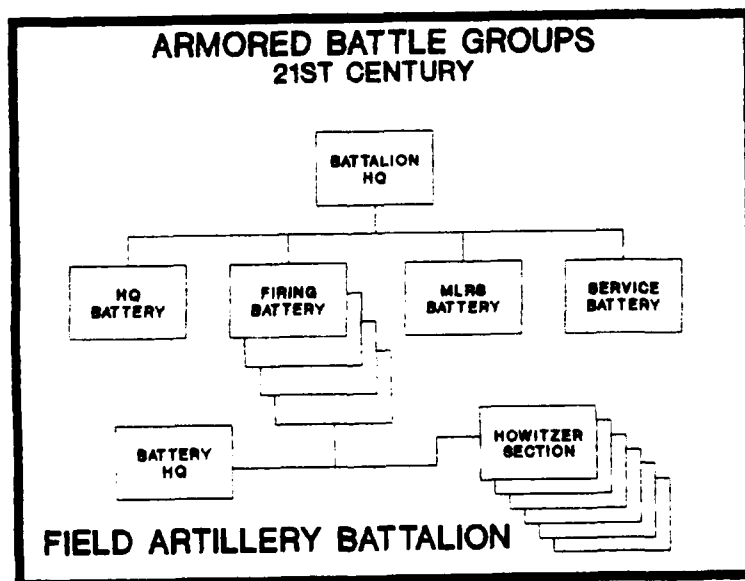 ARMORED BATTLE GROUPS
21ST CENTURY
BATTALION
HQ
HQ
BATTERY
FIRING
BATTERY
MLRS
BATTERY
SERVICE
BATTERY
BATTERY
HQ
HOWITZER
SECTION
FIELD ARTILLERY BATTALION